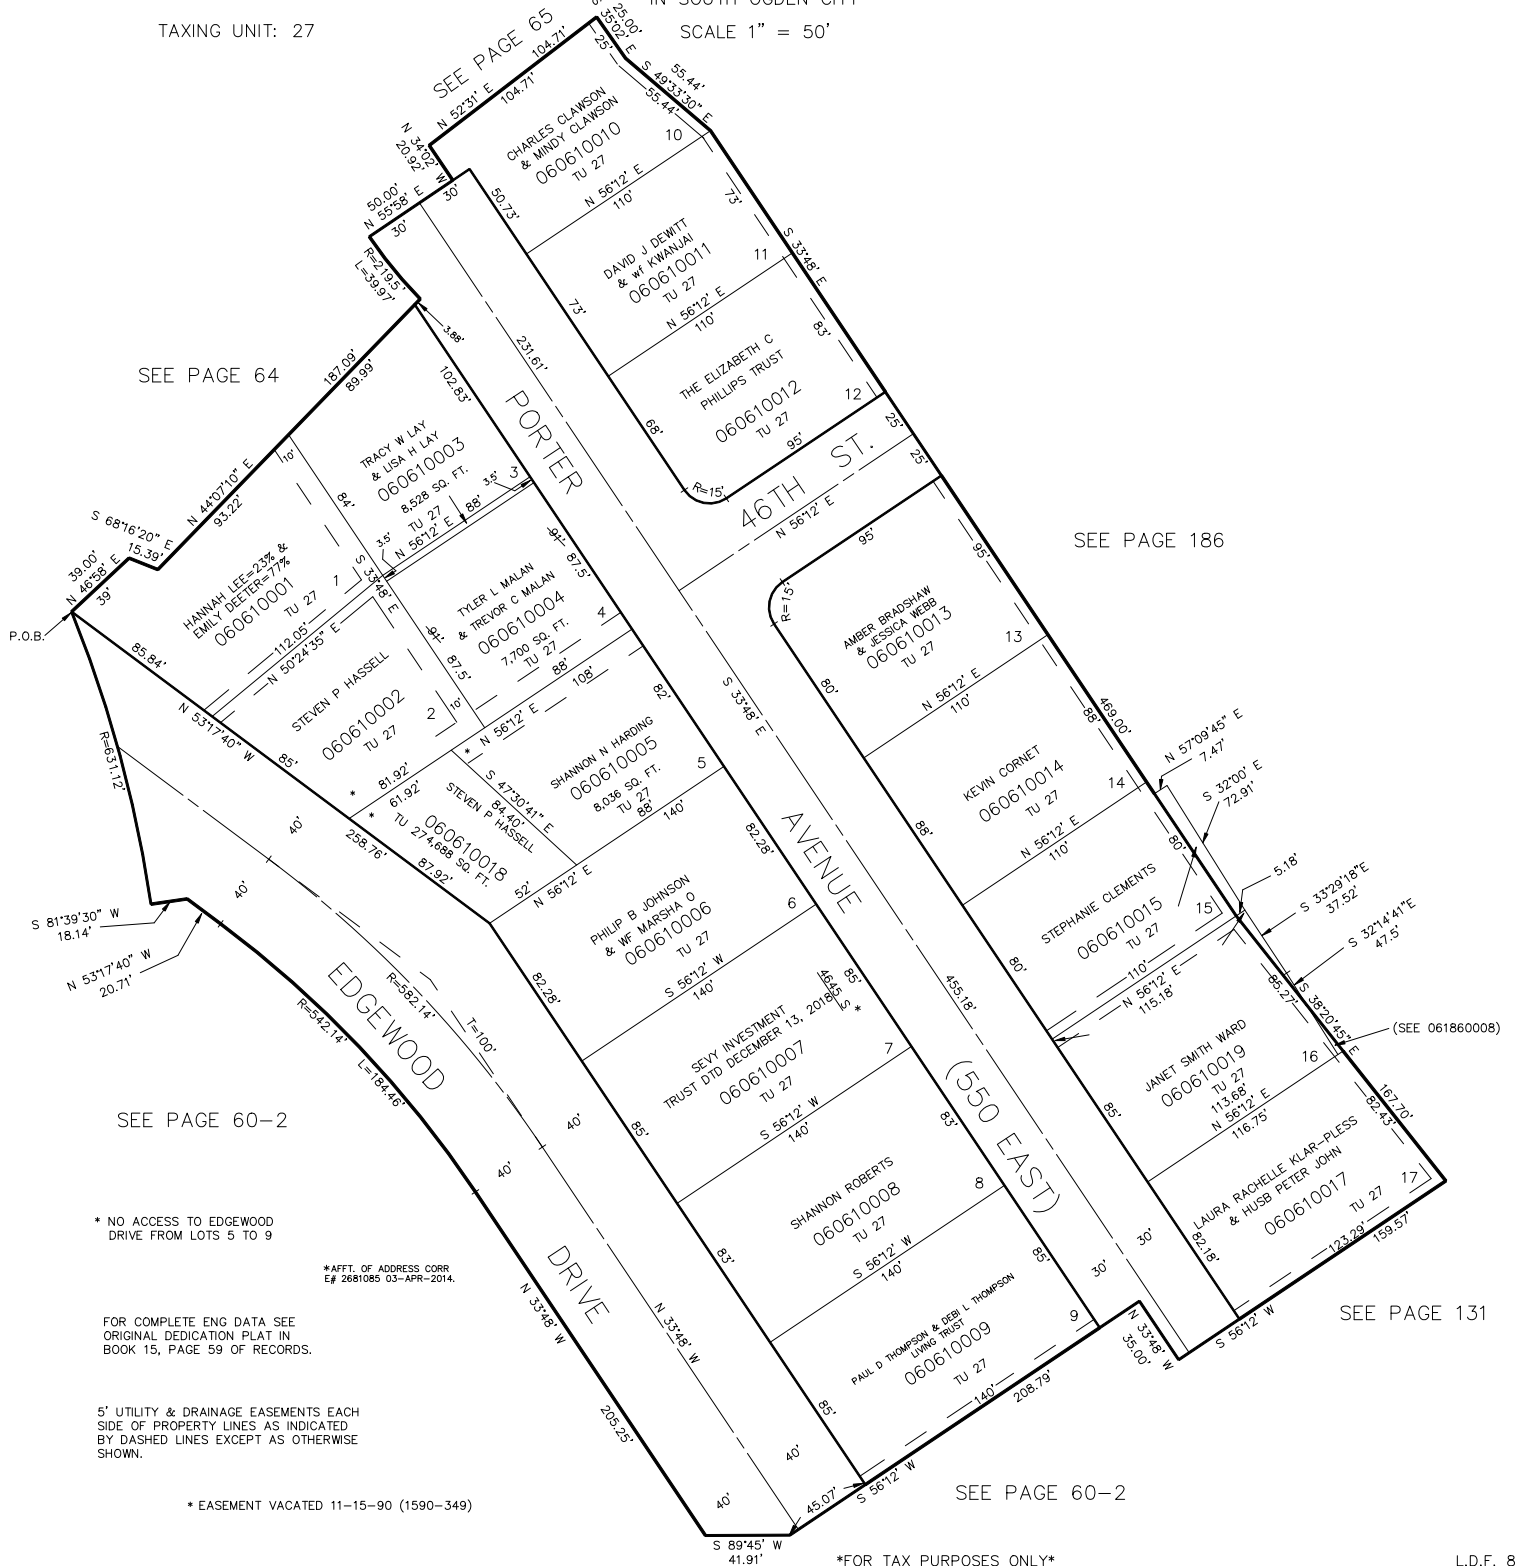 IN SOUTH OGDEN CITY
TAXING UNIT: 27
SCALE 1" = 50'
SEE PAGE 65
S 35°02' E
25.00'
25'
N 52°31' E
104.71'
104.71'
S 49°33'30" E
55.44'
55.44'
N 34°02' W
20.92'
CHARLES CLAWSON
& MINDY CLAWSON
060610010
TU 27
10
N 56°12' E
110'
50.00'
N 55°58' E
30'
30'
50.73'
R=219.5'
L=39.97'
3.88'
DAVID J DEWITT
& wf KWANJAI
060610011
TU 27
11
73'
73'
N 56°12' E
110'
S 33°48' E
THE ELIZABETH C
PHILLIPS TRUST
060610012
TU 27
12
83'
68'
95'
R=15'
25'
25'
46TH ST.
N 56°12' E
SEE PAGE 64
187.09'
89.99'
102.83'
231.61'
PORTER
TRACY W LAY
& LISA H LAY
060610003
8,528 SQ. FT.
TU 27
3
3.5'
N 56°12' E
88'
3.5'
10'
84'
S 33°48' E
N 44°07'10" E
93.22'
S 68°16'20" E
15.39'
39.00'
N 46°58' E
39'
P.O.B.
HANNAH LEE=23% &
EMILY DEETER=77%
060610001
TU 27
1
112.05'
N 50°24'35" E
85.84'
STEVEN P HASSELL
060610002
TU 27
2
10'
91'
87.5'
TYLER L MALAN
& TREVOR C MALAN
060610004
7,700 SQ. FT.
TU 27
4
91'
87.5'
88'
108'
* N 56°12' E
* 81.92'
* 61.92'
SHANNON N HARDING
060610005
8,036 SQ. FT.
TU 27
5
82'
88'
140'
S 47°30'41" E
84.40'
STEVEN P HASSELL
060610018
TU 27
4,688 SQ. FT.
52'
N 56°12' E
N 53°17'40" W
85'
258.76'
87.92'
R=631.12'
40'
40'
S 81°39'30" W
18.14'
N 53°17'40" W
20.71'
EDGEWOOD
DRIVE
R=582.14'
T=100'
R=542.14'
L=184.46'
PHILIP B JOHNSON
& WF MARSHA O
060610006
TU 27
6
82.28'
82.28'
S 56°12' W
140'
SEVY INVESTMENT
TRUST DTD DECEMBER 13, 2018
060610007
TU 27
7
4645 S *
85'
85'
S 56°12' W
140'
SHANNON ROBERTS
060610008
TU 27
8
83'
83'
S 56°12' W
140'
PAUL D THOMPSON & DEBI L THOMPSON
LIVING TRUST
060610009
TU 27
9
85'
85'
140'
208.79'
S 56°12' W
45.07'
40'
40'
40'
40'
N 33°48' W
N 33°48' W
205.25'
S 89°45' W
41.91'
SEE PAGE 186
95'
R=15'
95'
AMBER BRADSHAW
& JESSICA WEBB
060610013
TU 27
13
80'
N 56°12' E
110'
S 33°48' E
AVENUE
(550 EAST)
455.18'
469.00'
KEVIN CORNET
060610014
TU 27
14
88'
88'
N 56°12' E
110'
N 57°09'45" E
7.47'
S 32°00' E
72.91'
5.18'
S 33°29'18"E
37.52'
S 32°14'41"E
47.5'
STEPHANIE CLEMENTS
060610015
TU 27
15
80'
80'
110'
N 56°12' E
115.18'
85.27'
S 38°20'45"E
(SEE 061860008)
JANET SMITH WARD
060610019
TU 27
16
85'
113.68'
N 56°12' E
116.75'
167.70'
82.43'
LAURA RACHELLE KLAR-PLESS
& HUSB PETER JOHN
060610017
TU 27
17
82.18'
123.29'
159.57'
S 56°12' W
30'
30'
N 33°48' W
35.00'
SEE PAGE 131
SEE PAGE 60-2
SEE PAGE 60-2
* NO ACCESS TO EDGEWOOD
DRIVE FROM LOTS 5 TO 9
*AFFT. OF ADDRESS CORR
E# 2681085 03-APR-2014.
FOR COMPLETE ENG DATA SEE
ORIGINAL DEDICATION PLAT IN
BOOK 15, PAGE 59 OF RECORDS.
5' UTILITY & DRAINAGE EASEMENTS EACH
SIDE OF PROPERTY LINES AS INDICATED
BY DASHED LINES EXCEPT AS OTHERWISE
SHOWN.
* EASEMENT VACATED 11-15-90 (1590-349)
*FOR TAX PURPOSES ONLY*
L.D.F. 8